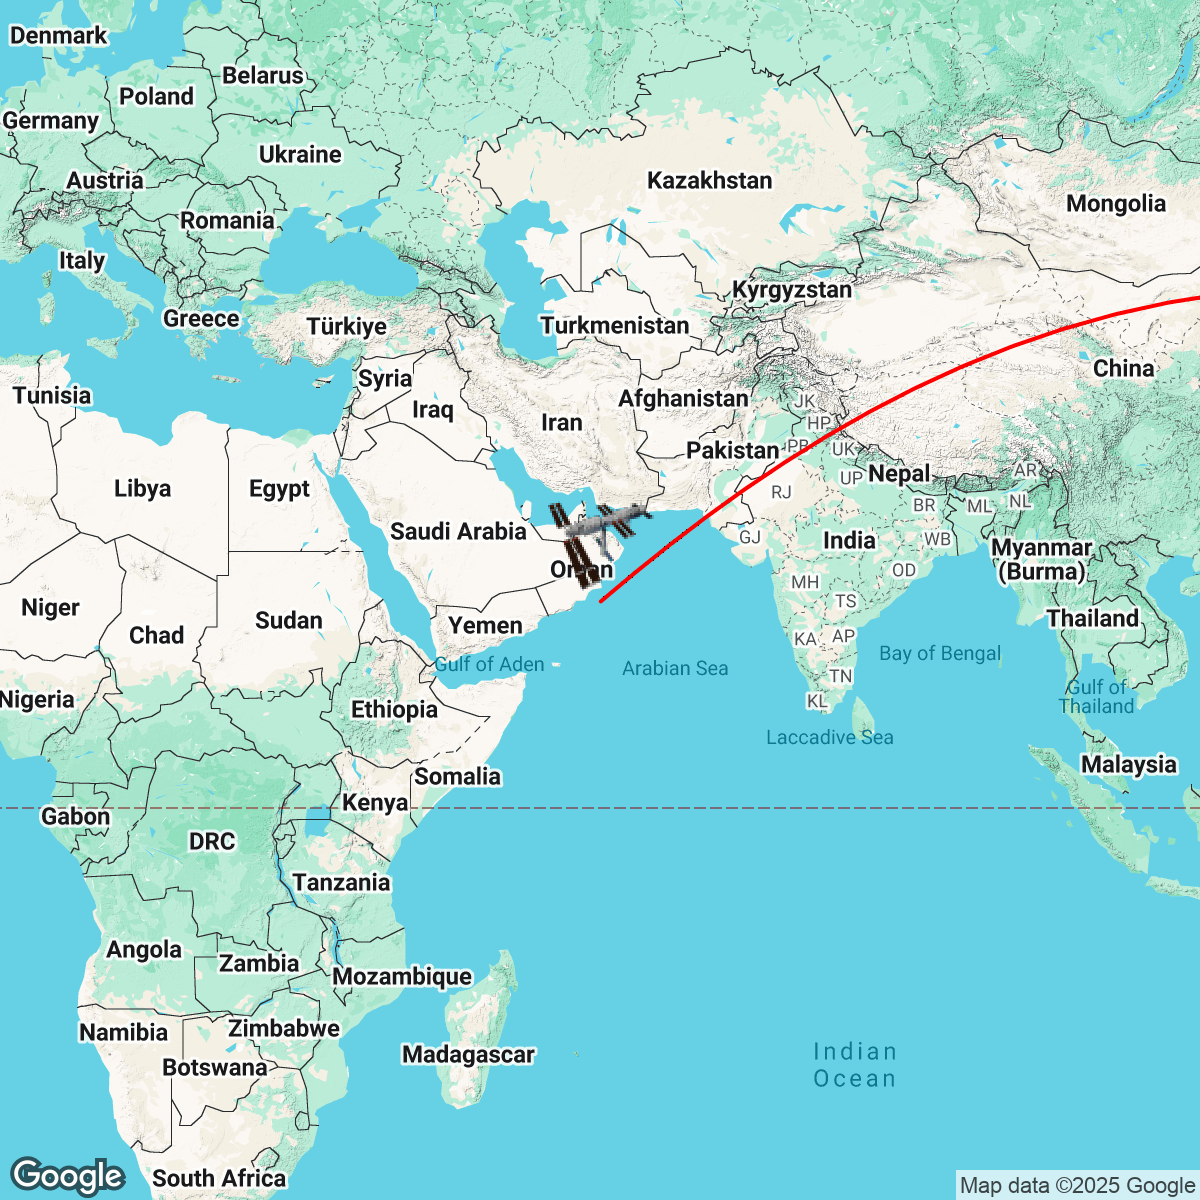 Denmark
Belarus
Poland
Germany
Ukraine
Austria
Kazakhstan
Mongolia
Romania
Italy
Kyrgyzstan
Greece
Türkiye
Turkmenistan
China
Syria
Tunisia
Afghanistan
JK
Iraq
Iran
HP
Pakistan
PB
UK
Nepal
AR
Libya
Egypt
UP
RJ
NL
BR
ML
Saudi Arabia
GJ
India
WB
Myanmar
(Burma)
Oman
OD
MH
Niger
TS
Sudan
Yemen
Thailand
Chad
KA
AP
Bay of Bengal
Gulf of Aden
Arabian Sea
TN
Gulf of
Thailand
Nigeria
KL
Ethiopia
Laccadive Sea
Malaysia
Somalia
Kenya
Gabon
DRC
Tanzania
Angola
Zambia
Mozambique
Namibia
Zimbabwe
Madagascar
Indian
Ocean
Botswana
South Africa
Google
Map data ©2025 Google